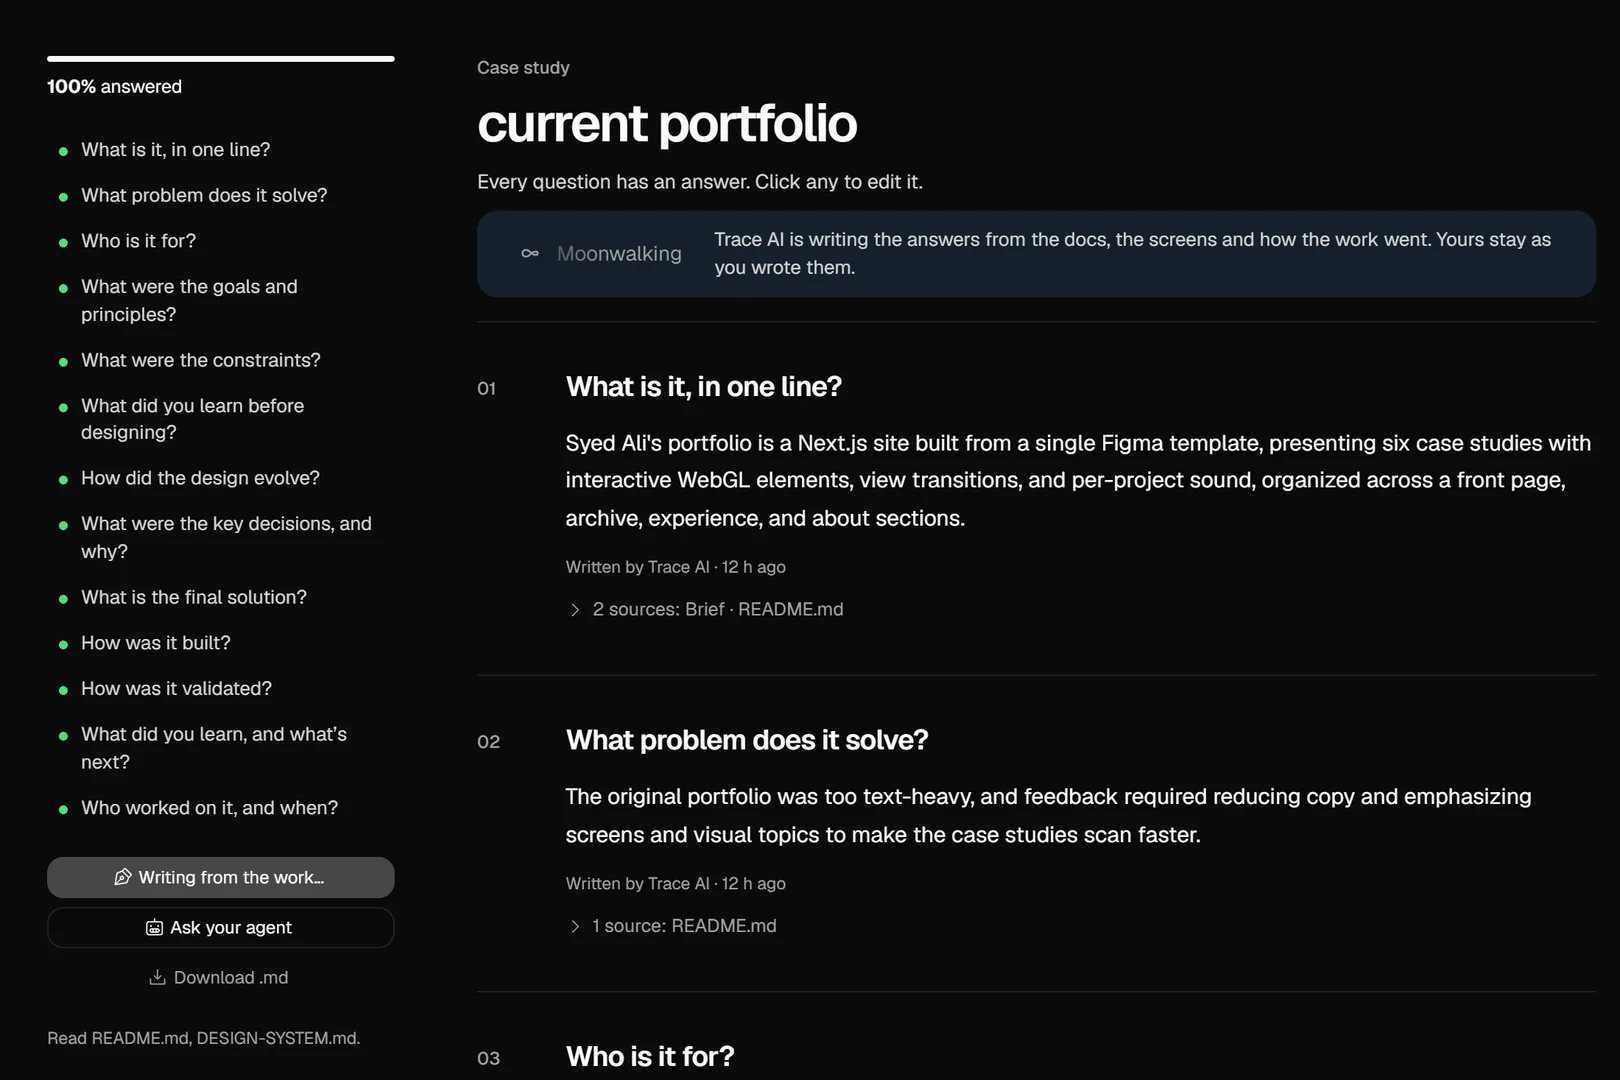 100% answered
What is it, in one line?
What problem does it solve?
Who is it for?
What were the goals and
principles?
What were the constraints?
What did you learn before
designing?
How did the design evolve?
What were the key decisions, and
why?
What is the final solution?
How was it built?
How was it validated?
What did you learn, and what’s
next?
Who worked on it, and when?
Writing from the work...
Ask your agent
Download .md
Read README.md, DESIGN-SYSTEM.md.
Case study
current portfolio
Every question has an answer. Click any to edit it.
Moonwalking
Trace AI is writing the answers from the docs, the screens and how the work went. Yours stay as
you wrote them.
01
What is it, in one line?
Syed Ali's portfolio is a Next.js site built from a single Figma template, presenting six case studies with
interactive WebGL elements, view transitions, and per-project sound, organized across a front page,
archive, experience, and about sections.
Written by Trace AI · 12 h ago
2 sources: Brief · README.md
02
What problem does it solve?
The original portfolio was too text-heavy, and feedback required reducing copy and emphasizing
screens and visual topics to make the case studies scan faster.
Written by Trace AI · 12 h ago
1 source: README.md
03
Who is it for?